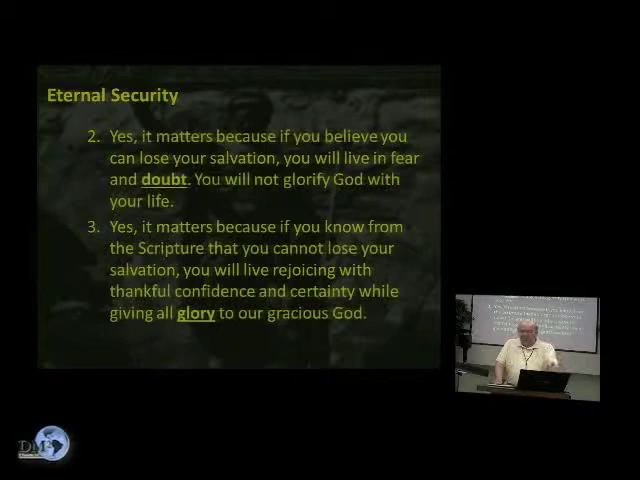 Eternal Security
2. Yes, it matters because if you believe you
can lose your salvation, you will live in fear
and doubt. You will not glorify God with
your life.
3. Yes, it matters because if you know from
the Scripture that you cannot lose your
salvation, you will live rejoicing with
thankful confidence and certainty while
giving all glory to our gracious God.